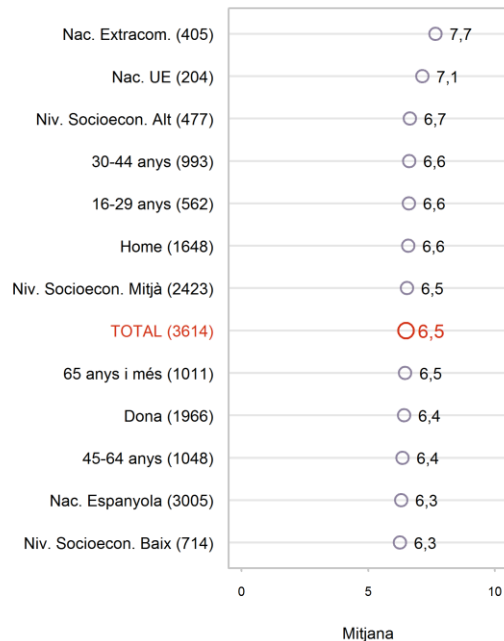 Nac. Extracom. (405) 7,7
Nac. UE (204) 7,1
Niv. Socioecon. Alt (477) 6,7
30-44 anys (993) 6,6
16-29 anys (562) 6,6
Home (1648) 6,6
Niv. Socioecon. Mitjà (2423) 6,5
TOTAL (3614) 6,5
65 anys i més (1011) 6,5
Dona (1966) 6,4
45-64 anys (1048) 6,4
Nac. Espanyola (3005) 6,3
Niv. Socioecon. Baix (714) 6,3
0 5 10
Mitjana